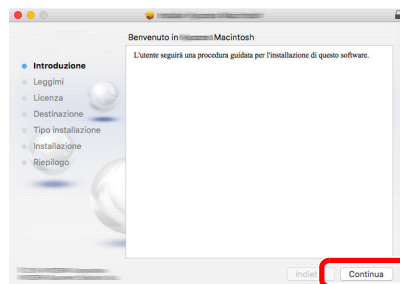 Benvenuto in Macintosh
Introduzione
Leggimi
Licenza
Destinazione
Tipo installazione
Installazione
Riepilogo
L'utente seguirà una procedura guidata per l'installazione di questo software.
Continua